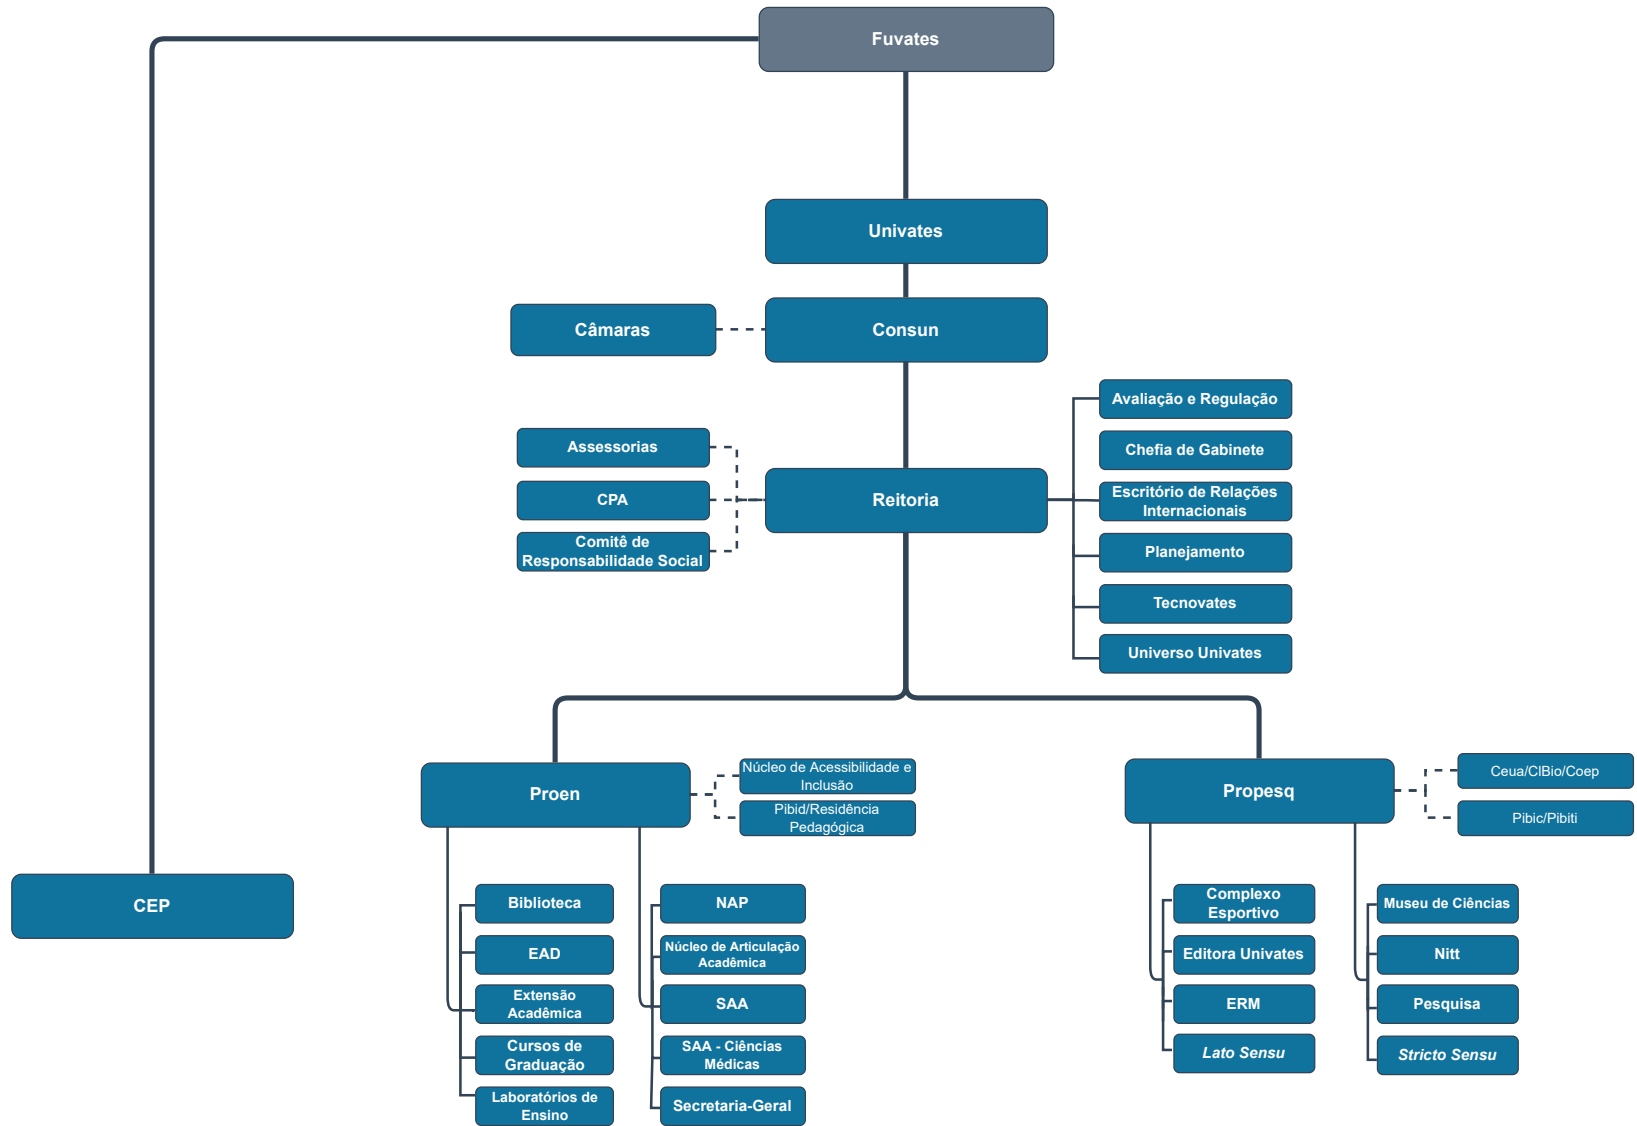 Fuvates
Univates
Câmaras
Consun
Avaliação e Regulação
Chefia de Gabinete
Escritório de Relações
Internacionais
Planejamento
Tecnovates
Universo Univates
Assessorias
CPA
Comitê de
Responsabilidade Social
Reitoria
Proen
Núcleo de Acessibilidade e
Inclusão
Pibid/Residência
Pedagógica
Propesq
Ceua/CIBio/Coep
Pibic/Pibiti
CEP
Biblioteca
EAD
Extensão
Acadêmica
Cursos de
Graduação
Laboratórios de
Ensino
NAP
Núcleo de Articulação
Acadêmica
SAA
SAA - Ciências
Médicas
Secretaria-Geral
Complexo
Esportivo
Editora Univates
ERM
Lato Sensu
Museu de Ciências
Nitt
Pesquisa
Stricto Sensu